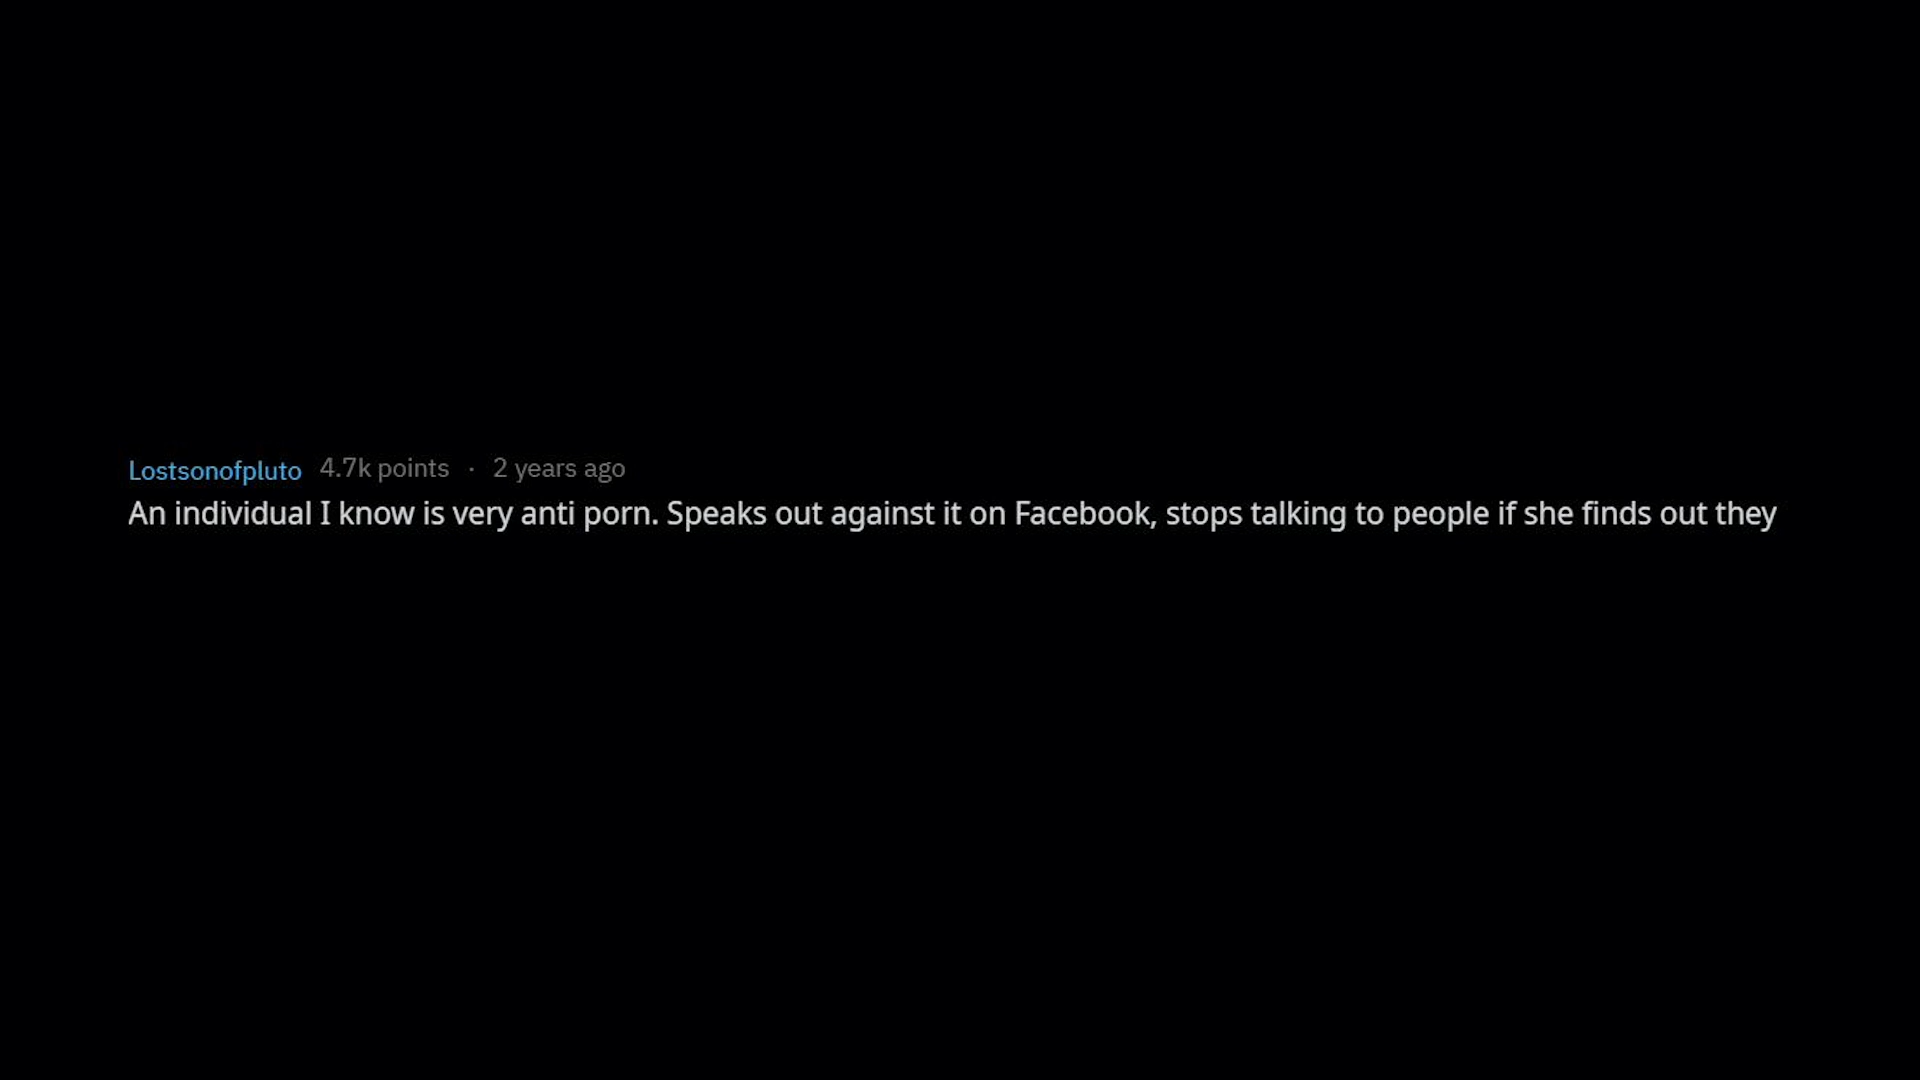 Lostsonofpluto 4.7k points · 2 years ago
An individual I know is very anti porn. Speaks out against it on Facebook, stops talking to people if she finds out they